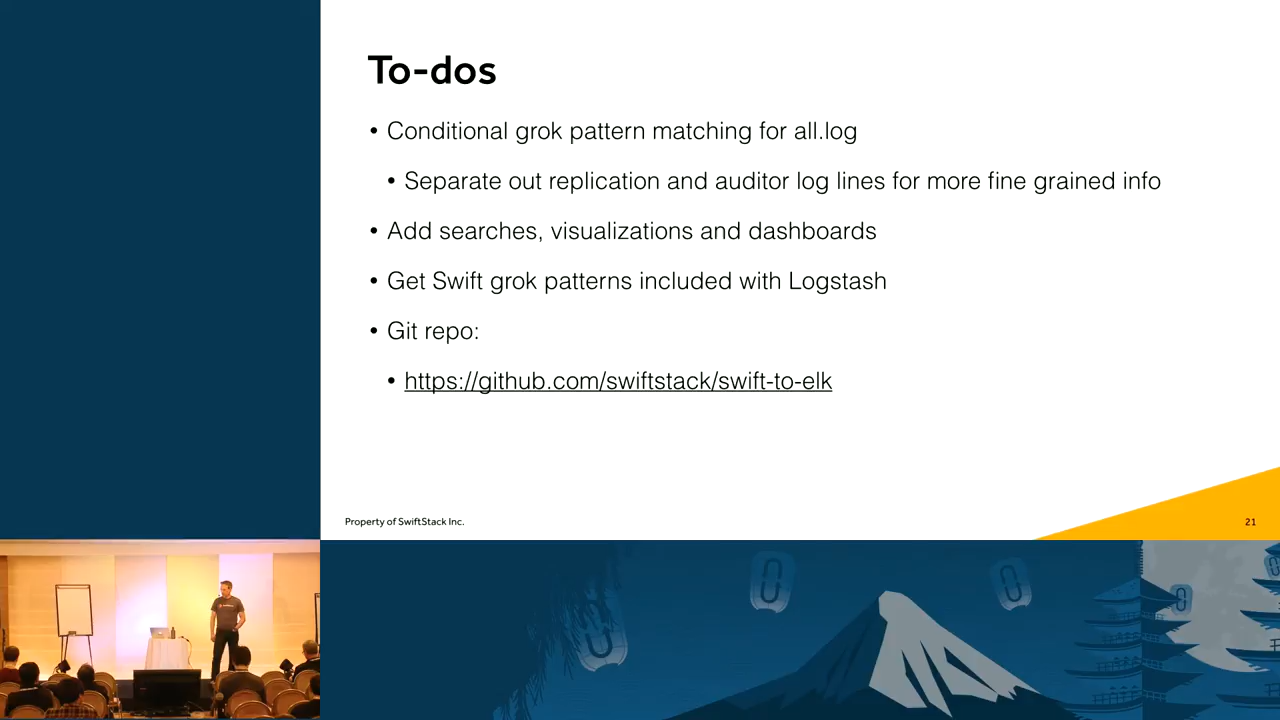 To-dos
• Conditional grok pattern matching for all.log
• Separate out replication and auditor log lines for more fine grained info
• Add searches, visualizations and dashboards
• Get Swift grok patterns included with Logstash
• Git repo:
• https://github.com/swiftstack/swift-to-elk
Property of SwiftStack Inc.
21